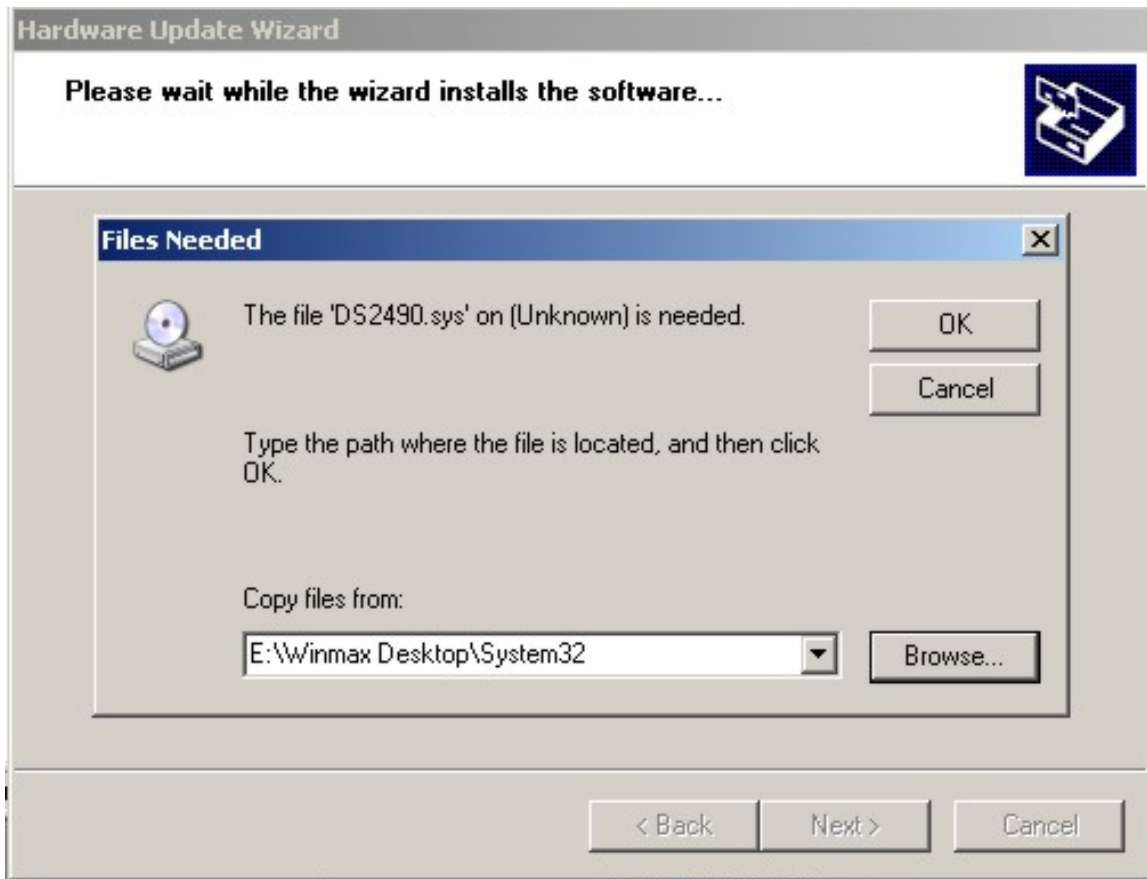 Hardware Update Wizard
Please wait while the wizard installs the software...
Files Needed
The file 'DS2490.sys' on (Unknown) is needed.
OK
Cancel
Type the path where the file is located, and then click
OK.
Copy files from:
E:\Winmax Desktop\System32
Browse...
< Back
Next >
Cancel